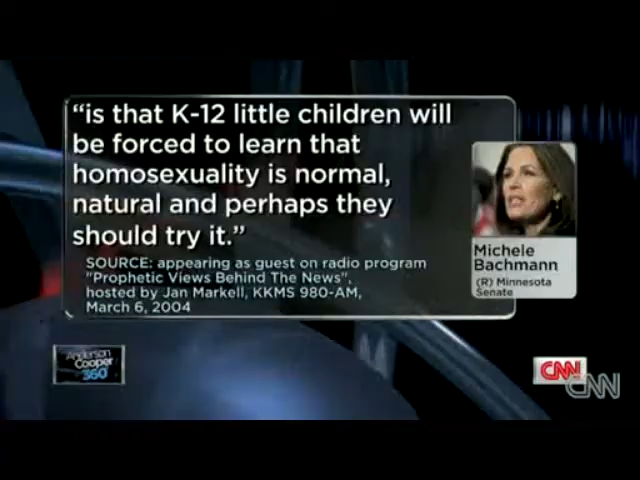 “is that K-12 little children will
be forced to learn that
homosexuality is normal,
natural and perhaps they
should try it.”
SOURCE: appearing as guest on radio program
"Prophetic Views Behind The News",
hosted by Jan Markell, KKMS 980-AM,
March 6, 2004
Michele
Bachmann
(R) Minnesota
Senate
Anderson
Cooper
360°
CNN
CNN